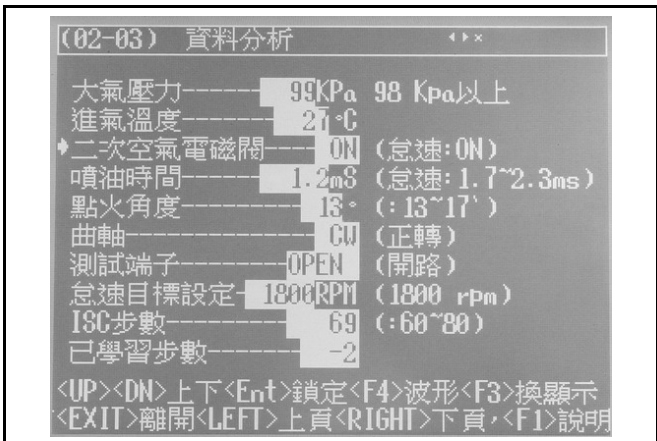 (02-03) 資料分析 ◂ ▸ ×
大氣壓力------ 99KPa 98 Kpa以上
進氣溫度------ 27°C
➧二次空氣電磁閥--- ON (怠速:ON)
噴油時間------ 1.2mS (怠速:1.7~2.3ms)
點火角度------ 13° (:13~17`)
曲軸---------- CW (正轉)
測試端子------OPEN (開路)
怠速目標設定-1800RPM (1800 rpm)
ISC步數------- 69 (:60~80)
已學習步數----- -2
<UP><DN>上下<Ent>鎖定<F4>波形<F3>換顯示
<EXIT>離開<LEFT>上頁<RIGHT>下頁,<F1>說明